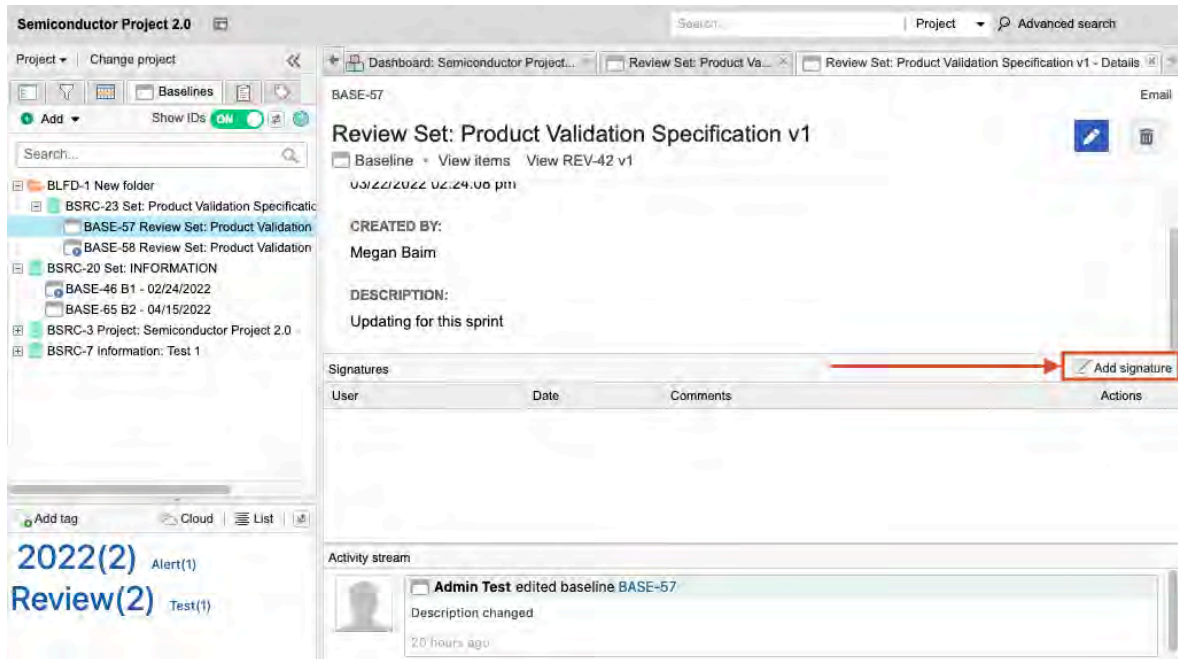 Semiconductor Project 2.0
Search... Project Advanced search
Project Change project
Dashboard: Semiconductor Project... Review Set: Product Va... Review Set: Product Validation Specification v1 - Details
Baselines
Add Show IDs ON
Search...
BLFD-1 New folder
BSRC-23 Set: Product Validation Specificatic
BASE-57 Review Set: Product Validation
BASE-58 Review Set: Product Validation
BSRC-20 Set: INFORMATION
BASE-46 B1 - 02/24/2022
BASE-65 B2 - 04/15/2022
BSRC-3 Project: Semiconductor Project 2.0
BSRC-7 Information: Test 1
Add tag Cloud List
2022(2) Alert(1)
Review(2) Test(1)
BASE-57 Email
Review Set: Product Validation Specification v1
Baseline • View items View REV-42 v1
03/22/2022 02:24:08 pm
CREATED BY:
Megan Baim
DESCRIPTION:
Updating for this sprint
Signatures Add signature
User Date Comments Actions
Activity stream
Admin Test edited baseline BASE-57
Description changed
20 hours ago